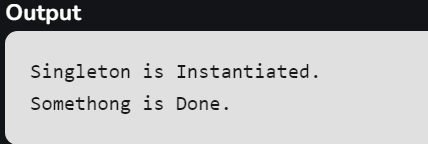 Output
Singleton is Instantiated.
Somethong is Done.